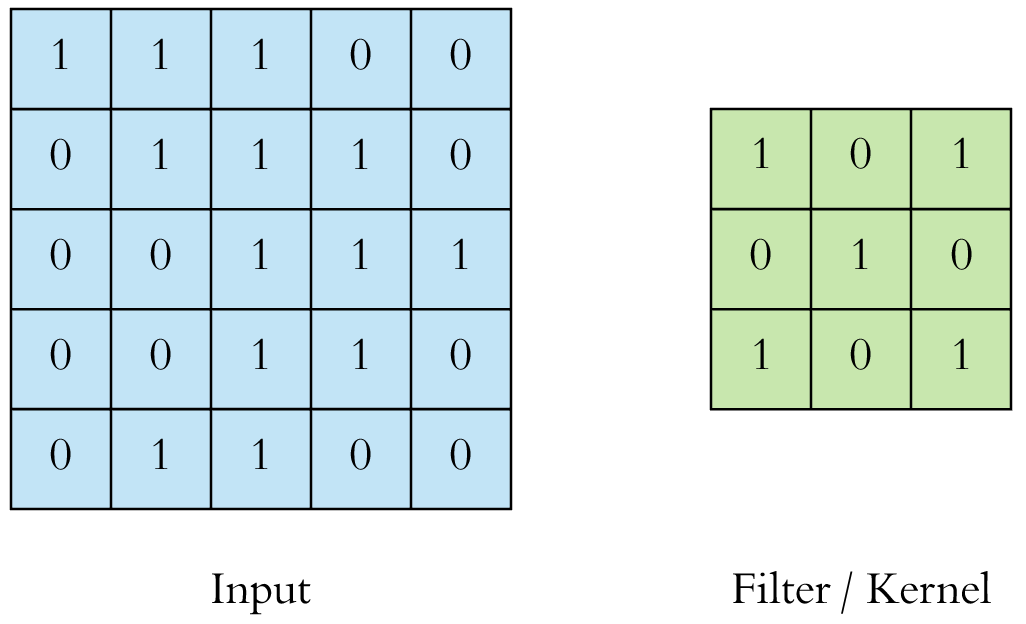 1 1 1 0 0
0 1 1 1 0
0 0 1 1 1
0 0 1 1 0
0 1 1 0 0
Input
1 0 1
0 1 0
1 0 1
Filter / Kernel